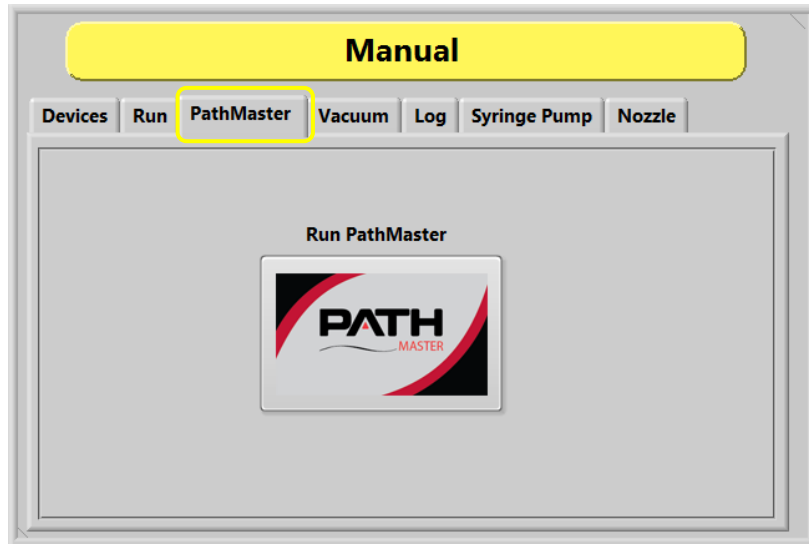 Manual
Devices Run PathMaster Vacuum Log Syringe Pump Nozzle
Run PathMaster
PATH
MASTER